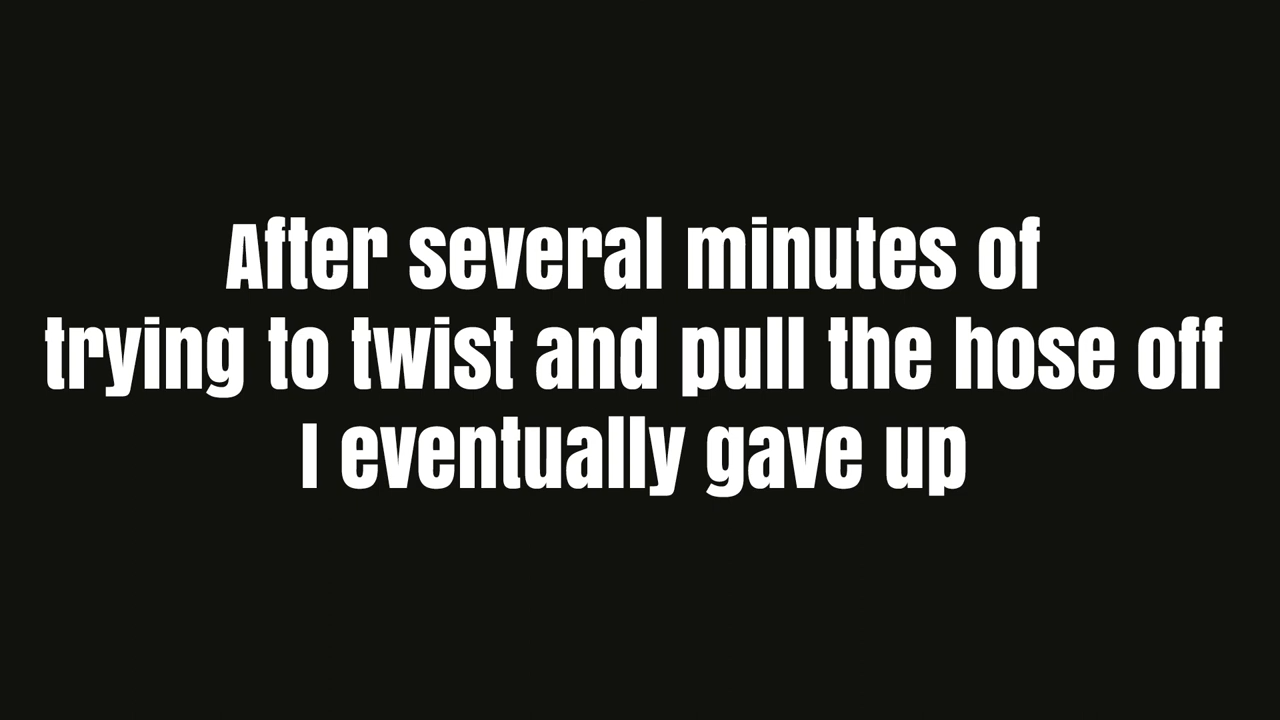 After several minutes of
trying to twist and pull the hose off
I eventually gave up